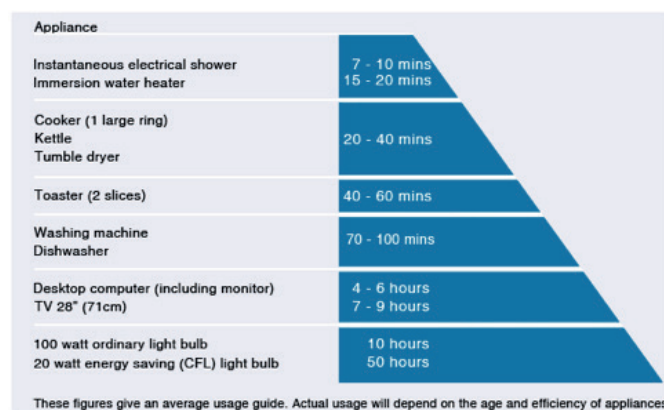 Appliance
Instantaneous electrical shower 7 - 10 mins
Immersion water heater 15 - 20 mins
Cooker (1 large ring)
Kettle 20 - 40 mins
Tumble dryer
Toaster (2 slices) 40 - 60 mins
Washing machine 70 - 100 mins
Dishwasher
Desktop computer (including monitor) 4 - 6 hours
TV 28" (71cm) 7 - 9 hours
100 watt ordinary light bulb 10 hours
20 watt energy saving (CFL) light bulb 50 hours
These figures give an average usage guide. Actual usage will depend on the age and efficiency of appliances